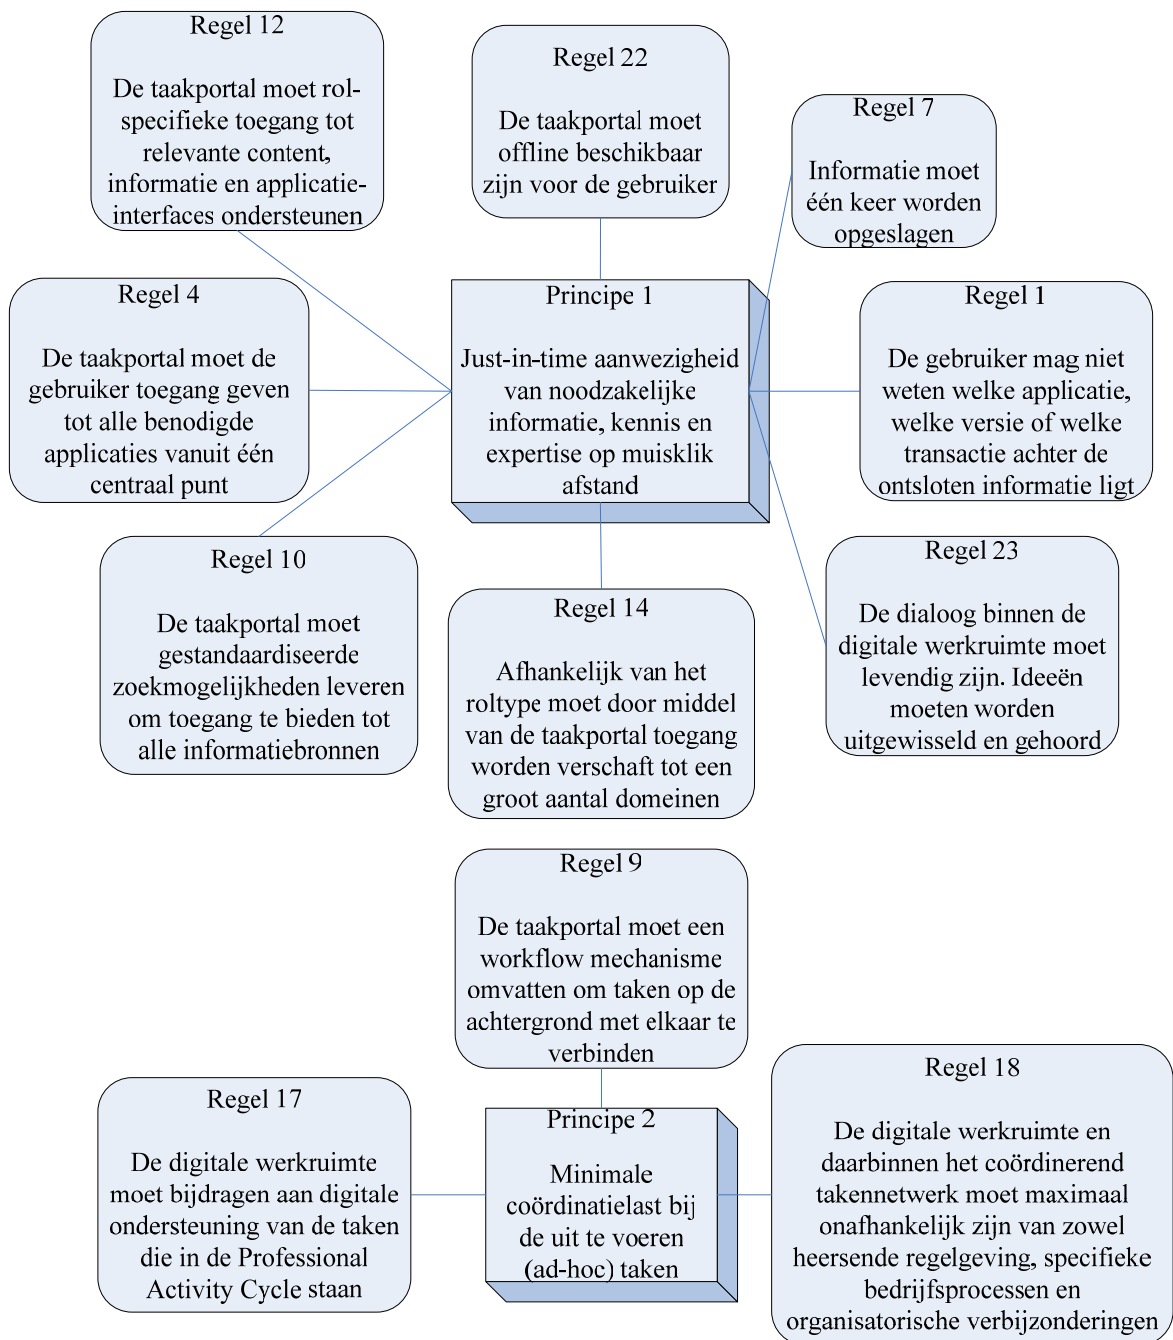 Regel 12
De taakportal moet rol-
specifieke toegang tot
relevante content,
informatie en applicatie-
interfaces ondersteunen
Regel 22
De taakportal moet
offline beschikbaar
zijn voor de gebruiker
Regel 7
Informatie moet
één keer worden
opgeslagen
Regel 4
De taakportal moet de
gebruiker toegang geven
tot alle benodigde
applicaties vanuit één
centraal punt
Principe 1
Just-in-time aanwezigheid
van noodzakelijke
informatie, kennis en
expertise op muisklik
afstand
Regel 1
De gebruiker mag niet
weten welke applicatie,
welke versie of welke
transactie achter de
ontsloten informatie ligt
Regel 10
De taakportal moet
gestandaardiseerde
zoekmogelijkheden leveren
om toegang te bieden tot
alle informatiebronnen
Regel 14
Afhankelijk van het
roltype moet door middel
van de taakportal toegang
worden verschaft tot een
groot aantal domeinen
Regel 23
De dialoog binnen de
digitale werkruimte moet
levendig zijn. Ideeën
moeten worden
uitgewisseld en gehoord
Regel 9
De taakportal moet een
workflow mechanisme
omvatten om taken op de
achtergrond met elkaar te
verbinden
Regel 17
De digitale werkruimte
moet bijdragen aan digitale
ondersteuning van de taken
die in de Professional
Activity Cycle staan
Principe 2
Minimale
coördinatielast bij
de uit te voeren
(ad-hoc) taken
Regel 18
De digitale werkruimte en
daarbinnen het coördinerend
takennetwerk moet maximaal
onafhankelijk zijn van zowel
heersende regelgeving, specifieke
bedrijfsprocessen en
organisatorische verbijzonderingen